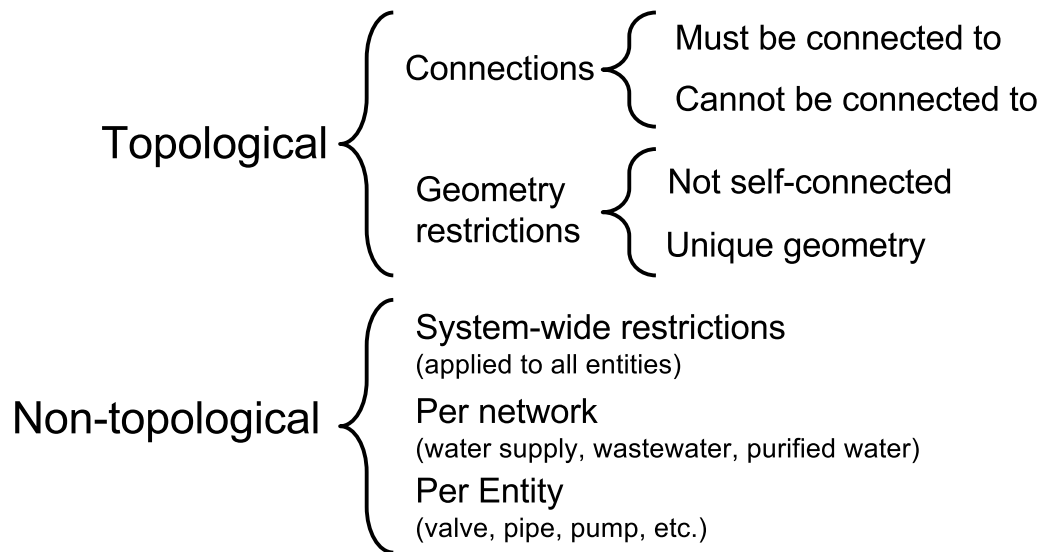 Topological
Connections
Must be connected to
Cannot be connected to
Geometry
restrictions
Not self-connected
Unique geometry
Non-topological
System-wide restrictions
(applied to all entities)
Per network
(water supply, wastewater, purified water)
Per Entity
(valve, pipe, pump, etc.)